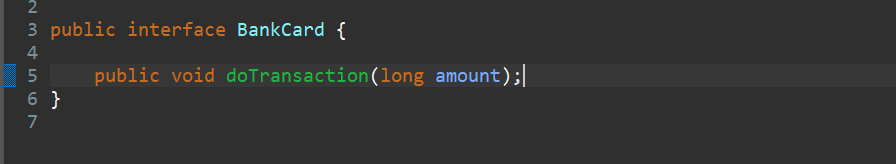 2
3 public interface BankCard {
4
5     public void doTransaction(long amount);
6 }
7